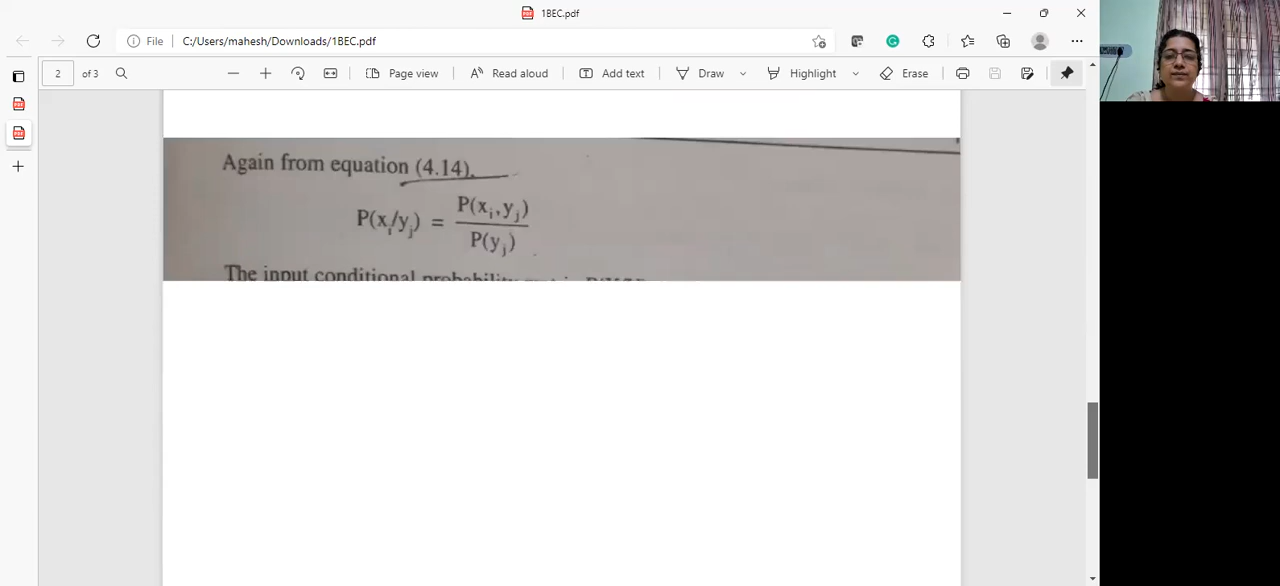 1BEC.pdf
File C:/Users/mahesh/Downloads/1BEC.pdf
2 of 3 Page view Read aloud Add text Draw Highlight Erase
Again from equation (4.14).
P(xᵢ/yⱼ) = P(xᵢ,yⱼ) / P(yⱼ)
The input conditional probability